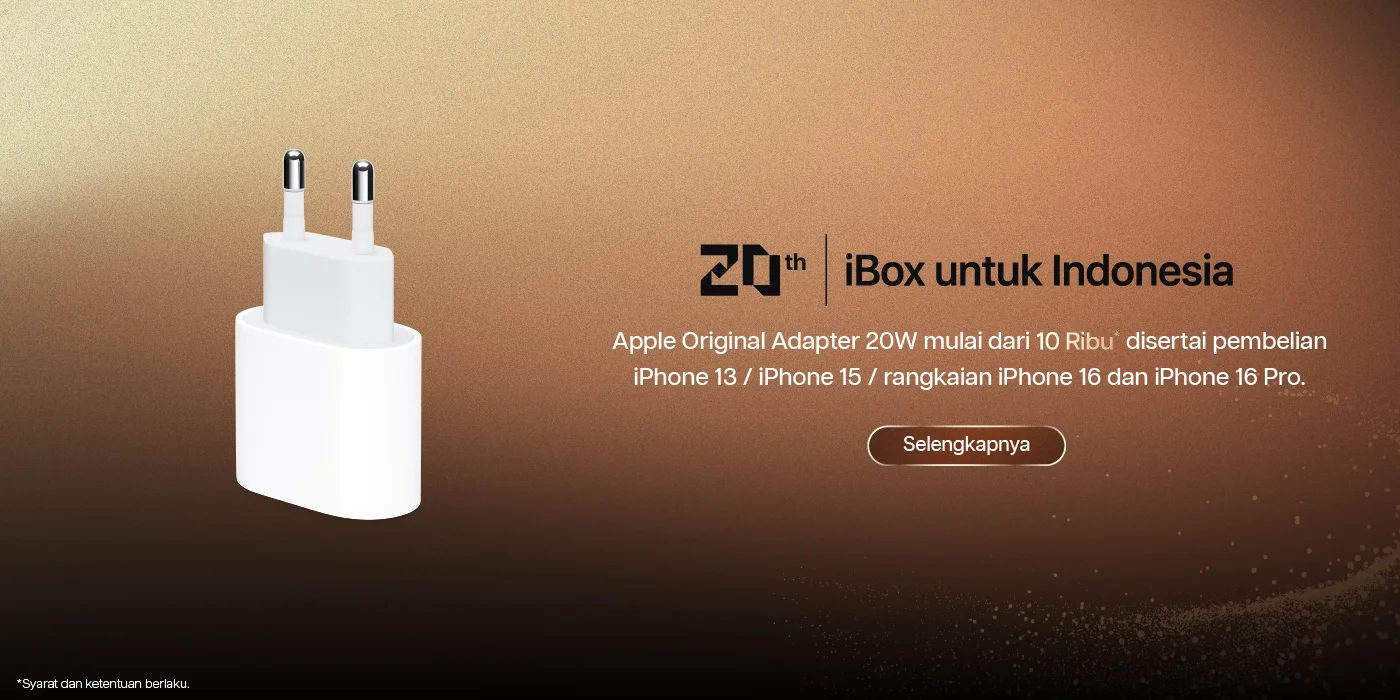 20th | iBox untuk Indonesia
Apple Original Adapter 20W mulai dari 10 Ribu* disertai pembelian
iPhone 13 / iPhone 15 / rangkaian iPhone 16 dan iPhone 16 Pro.
Selengkapnya
*Syarat dan ketentuan berlaku.